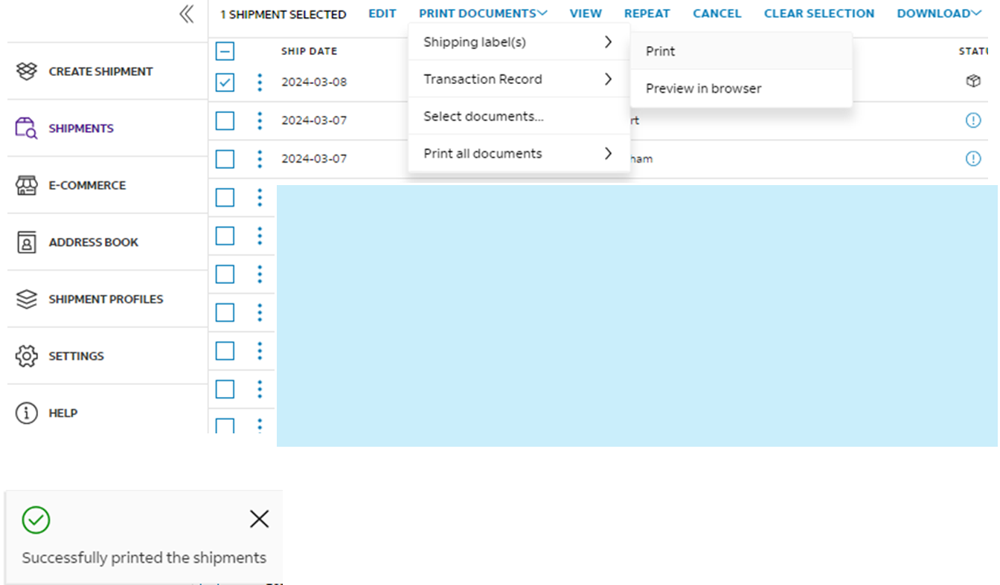 1 SHIPMENT SELECTED EDIT PRINT DOCUMENTS VIEW REPEAT CANCEL CLEAR SELECTION DOWNLOAD
SHIP DATE
Shipping label(s)
Print
CREATE SHIPMENT
2024-03-08
Transaction Record
Preview in browser
SHIPMENTS
2024-03-07
Select documents...
2024-03-07
Print all documents
E-COMMERCE
ADDRESS BOOK
SHIPMENT PROFILES
SETTINGS
HELP
Successfully printed the shipments